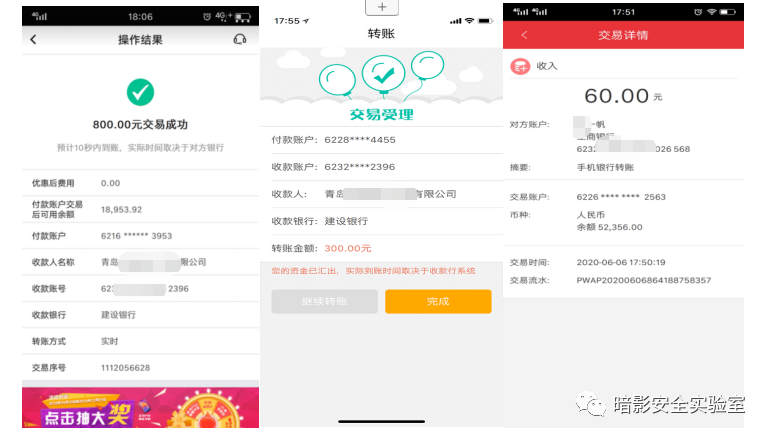 18:06
4G
操作结果
800.00元交易成功
预计10秒内到账，实际时间取决于对方银行
优惠后费用 0.00
付款账户交易
后可用余额 18,953.92
付款账户 6216 ****** 3953
收款人名称 青岛 限公司
收款账号 62 2396
收款银行 建设银行
转账方式 实时
交易序号 1112056628
点击抽大奖
17:55
转账
交易受理
付款账户: 6228****4455
收款账户: 6232****2396
收款人: 青岛 有限公司
收款银行: 建设银行
转账金额: 300.00元
您的资金已汇出，实际到账时间取决于收款行系统
继续转账 完成
17:51
交易详情
收入
60.00 元
对方账户: -帆
工商银行
6232 026 568
摘要: 手机银行转账
交易账户: 6226 **** **** 2563
币种: 人民币
余额 52,356.00
交易时间: 2020-06-06 17:50:19
交易流水: PWAP20200606864188758357
暗影安全实验室